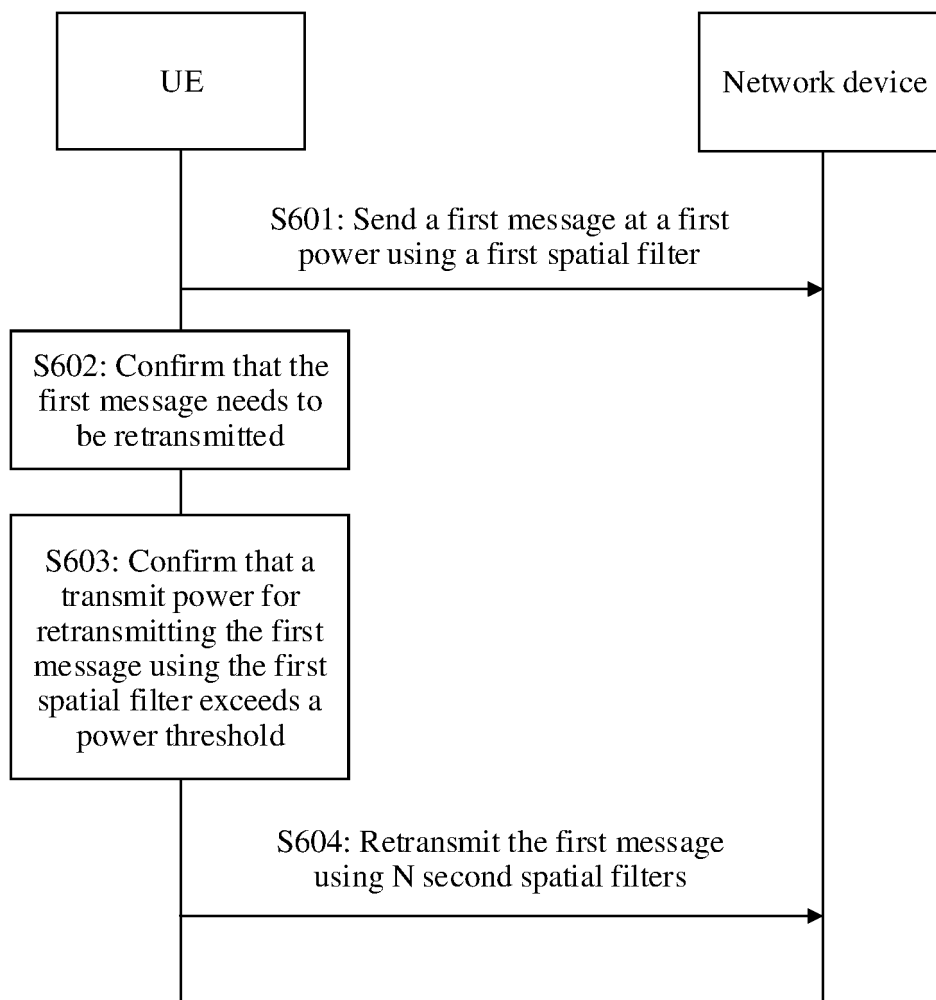 UE
Network device
S601: Send a first message at a first
power using a first spatial filter
S602: Confirm that the
first message needs to
be retransmitted
S603: Confirm that a
transmit power for
retransmitting the first
message using the first
spatial filter exceeds a
power threshold
S604: Retransmit the first message
using N second spatial filters